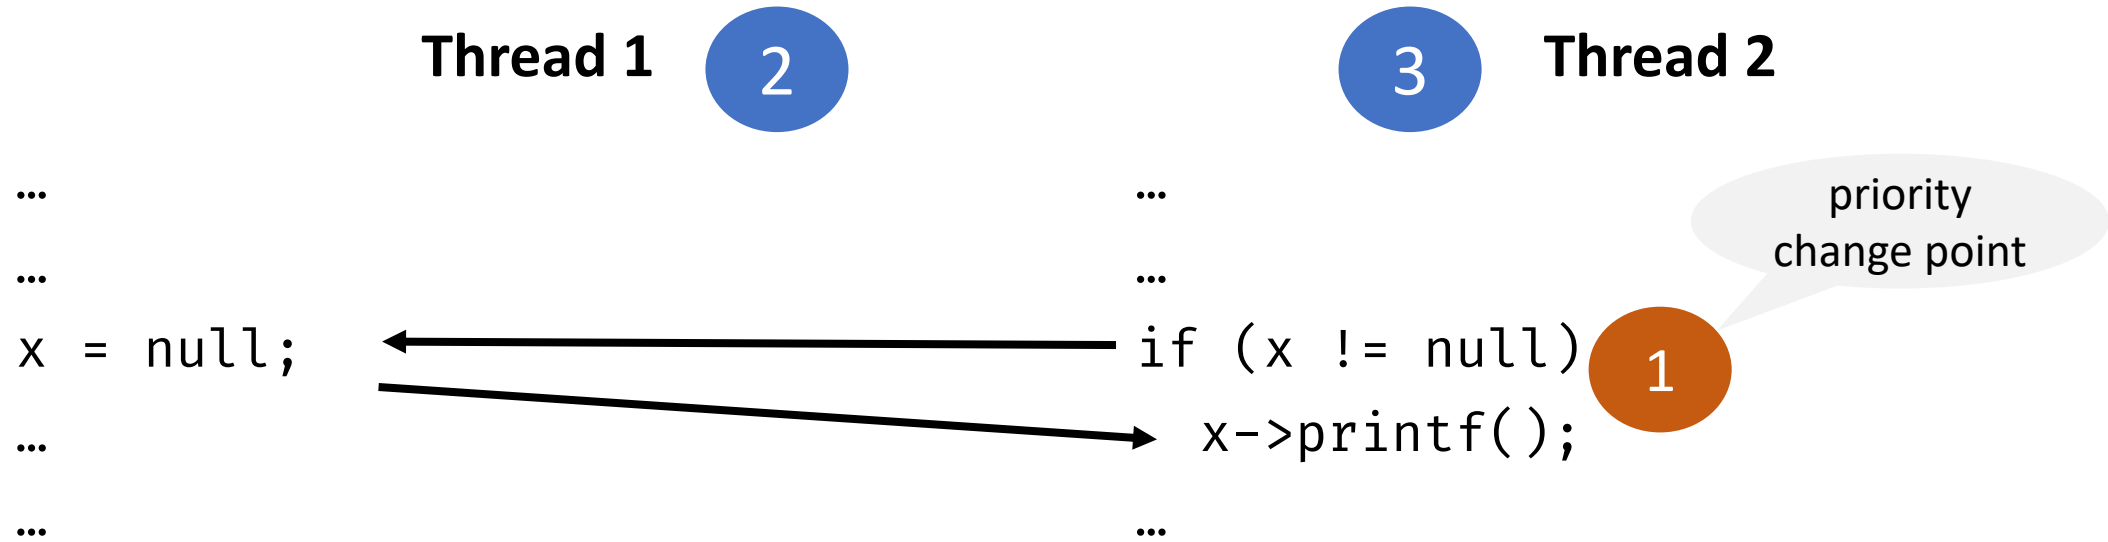 Thread 1 2 3 Thread 2
… …
priority
change point
… …
x = null; if (x != null) 1
… x->printf();
… …